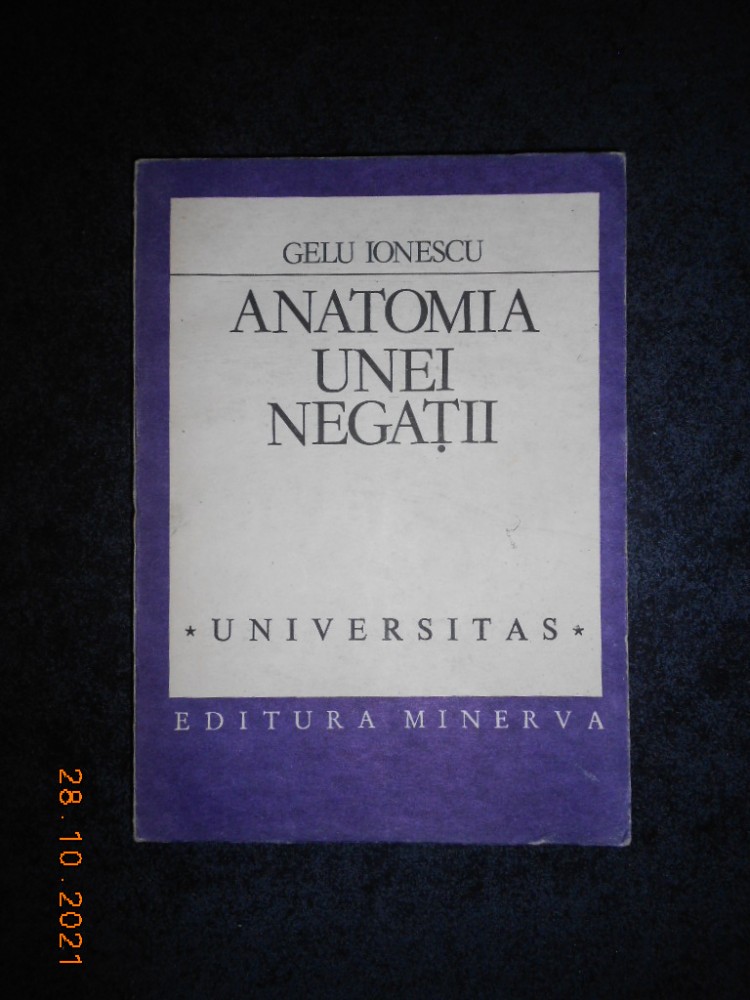 GELU IONESCU
ANATOMIA
UNEI
NEGAȚII
* UNIVERSITAS *
EDITURA MINERVA
28.10.2021